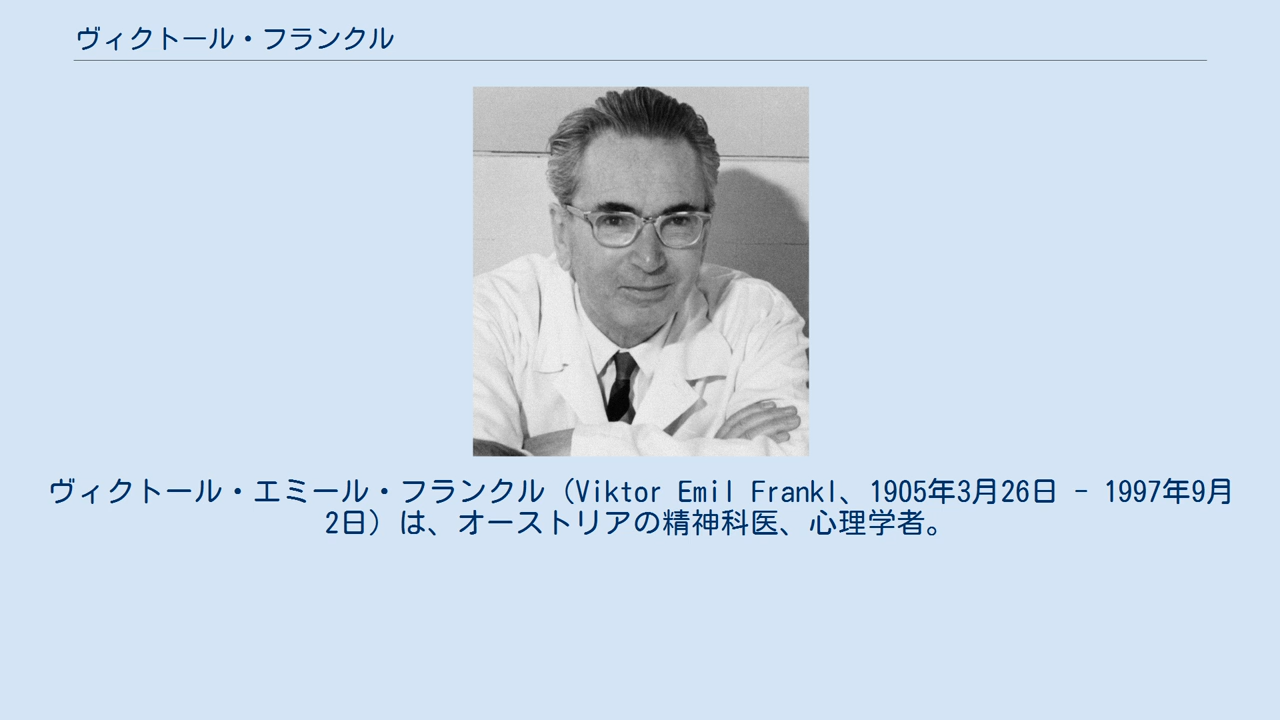 ヴィクトール・フランクル
ヴィクトール・エミール・フランクル（Viktor Emil Frankl、1905年3月26日 - 1997年9月
2日）は、オーストリアの精神科医、心理学者。